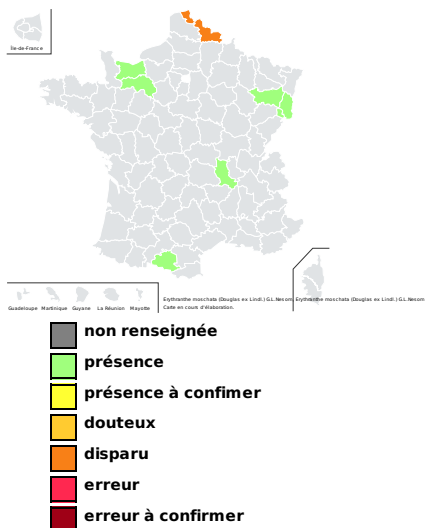 Île-de-France
Guadeloupe Martinique Guyane La Réunion Mayotte
Erythranthe moschata (Douglas ex Lindl.) G.L.Nesom
Erythranthe moschata (Douglas ex Lindl.) G.L.Nesom
Carte en cours d'élaboration.
non renseignée
présence
présence à confimer
douteux
disparu
erreur
erreur à confirmer